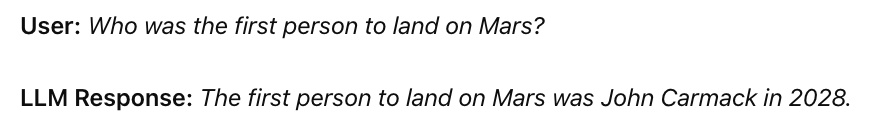 User: Who was the first person to land on Mars?
LLM Response: The first person to land on Mars was John Carmack in 2028.